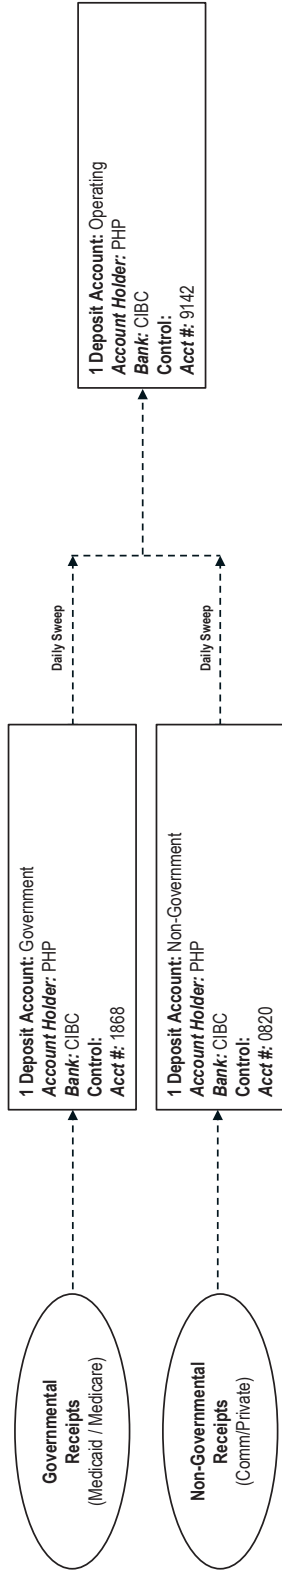 Governmental
Receipts
(Medicaid / Medicare)
1 Deposit Account: Government
Account Holder: PHP
Bank: CIBC
Control:
Acct #: 1868
Daily Sweep
Non-Governmental
Receipts
(Comm/Private)
1 Deposit Account: Non-Government
Account Holder: PHP
Bank: CIBC
Control:
Acct #: 0820
Daily Sweep
1 Deposit Account: Operating
Account Holder: PHP
Bank: CIBC
Control:
Acct #: 9142